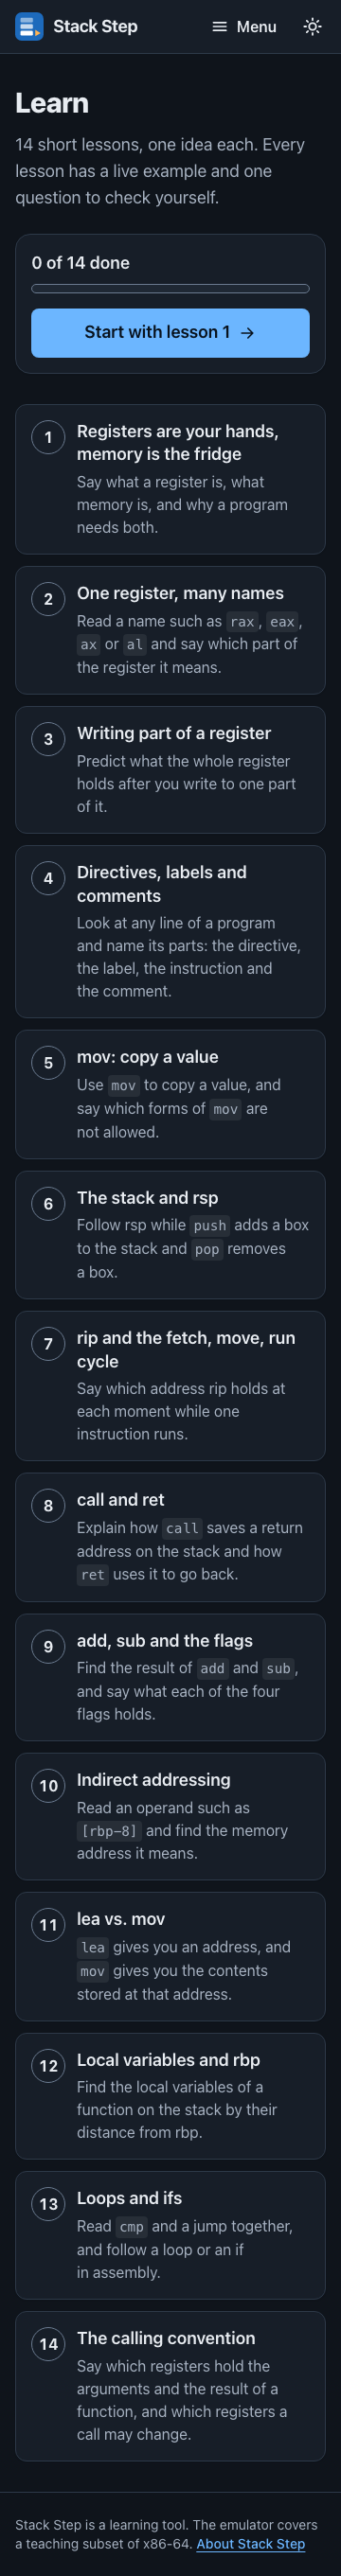 Stack Step
Menu
Learn
14 short lessons, one idea each. Every
lesson has a live example and one
question to check yourself.
0 of 14 done
Start with lesson 1 →
1
Registers are your hands,
memory is the fridge
Say what a register is, what
memory is, and why a program
needs both.
2
One register, many names
Read a name such as rax, eax,
ax or al and say which part of
the register it means.
3
Writing part of a register
Predict what the whole register
holds after you write to one part
of it.
4
Directives, labels and
comments
Look at any line of a program
and name its parts: the directive,
the label, the instruction and
the comment.
5
mov: copy a value
Use mov to copy a value, and
say which forms of mov are
not allowed.
6
The stack and rsp
Follow rsp while push adds a box
to the stack and pop removes
a box.
7
rip and the fetch, move, run
cycle
Say which address rip holds at
each moment while one
instruction runs.
8
call and ret
Explain how call saves a return
address on the stack and how
ret uses it to go back.
9
add, sub and the flags
Find the result of add and sub,
and say what each of the four
flags holds.
10
Indirect addressing
Read an operand such as
[rbp−8] and find the memory
address it means.
11
lea vs. mov
lea gives you an address, and
mov gives you the contents
stored at that address.
12
Local variables and rbp
Find the local variables of a
function on the stack by their
distance from rbp.
13
Loops and ifs
Read cmp and a jump together,
and follow a loop or an if
in assembly.
14
The calling convention
Say which registers hold the
arguments and the result of a
function, and which registers a
call may change.
Stack Step is a learning tool. The emulator covers
a teaching subset of x86-64. About Stack Step